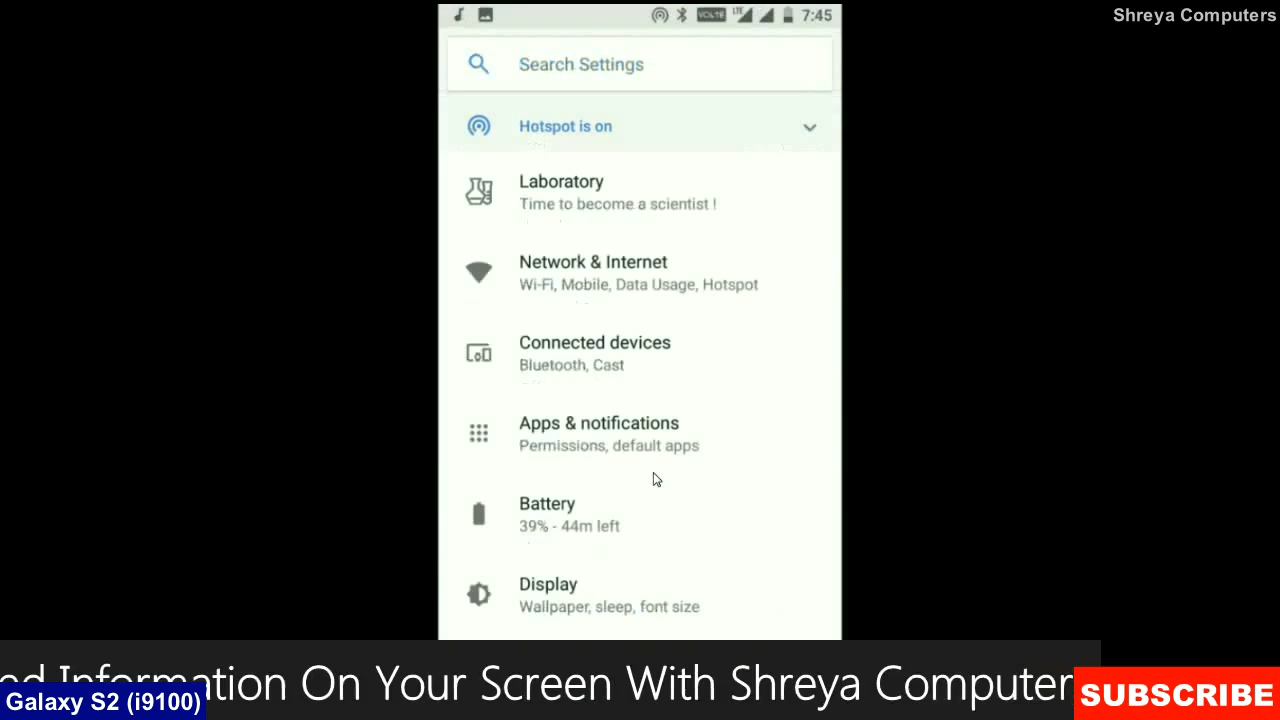 VOLTE LTE 7:45
Shreya Computers
Search Settings
Hotspot is on
Laboratory
Time to become a scientist !
Network & Internet
Wi-Fi, Mobile, Data Usage, Hotspot
Connected devices
Bluetooth, Cast
Apps & notifications
Permissions, default apps
Battery
39% - 44m left
Display
Wallpaper, sleep, font size
ed Information On Your Screen With Shreya Computer
Galaxy S2 (i9100)
SUBSCRIBE